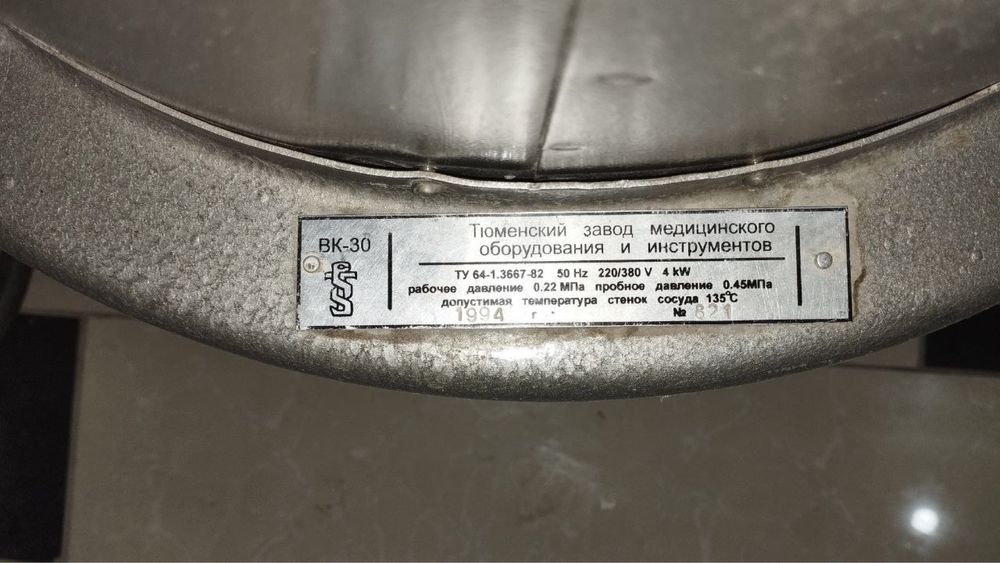 ВК-30
Тюменский завод медицинского
оборудования и инструментов
ТУ 64-1.3667-82 50 Hz 220/380 V 4 kW
рабочее давление 0.22 МПа пробное давление 0.45МПа
допустимая температура стенок сосуда 135°С
1994 г. № 621